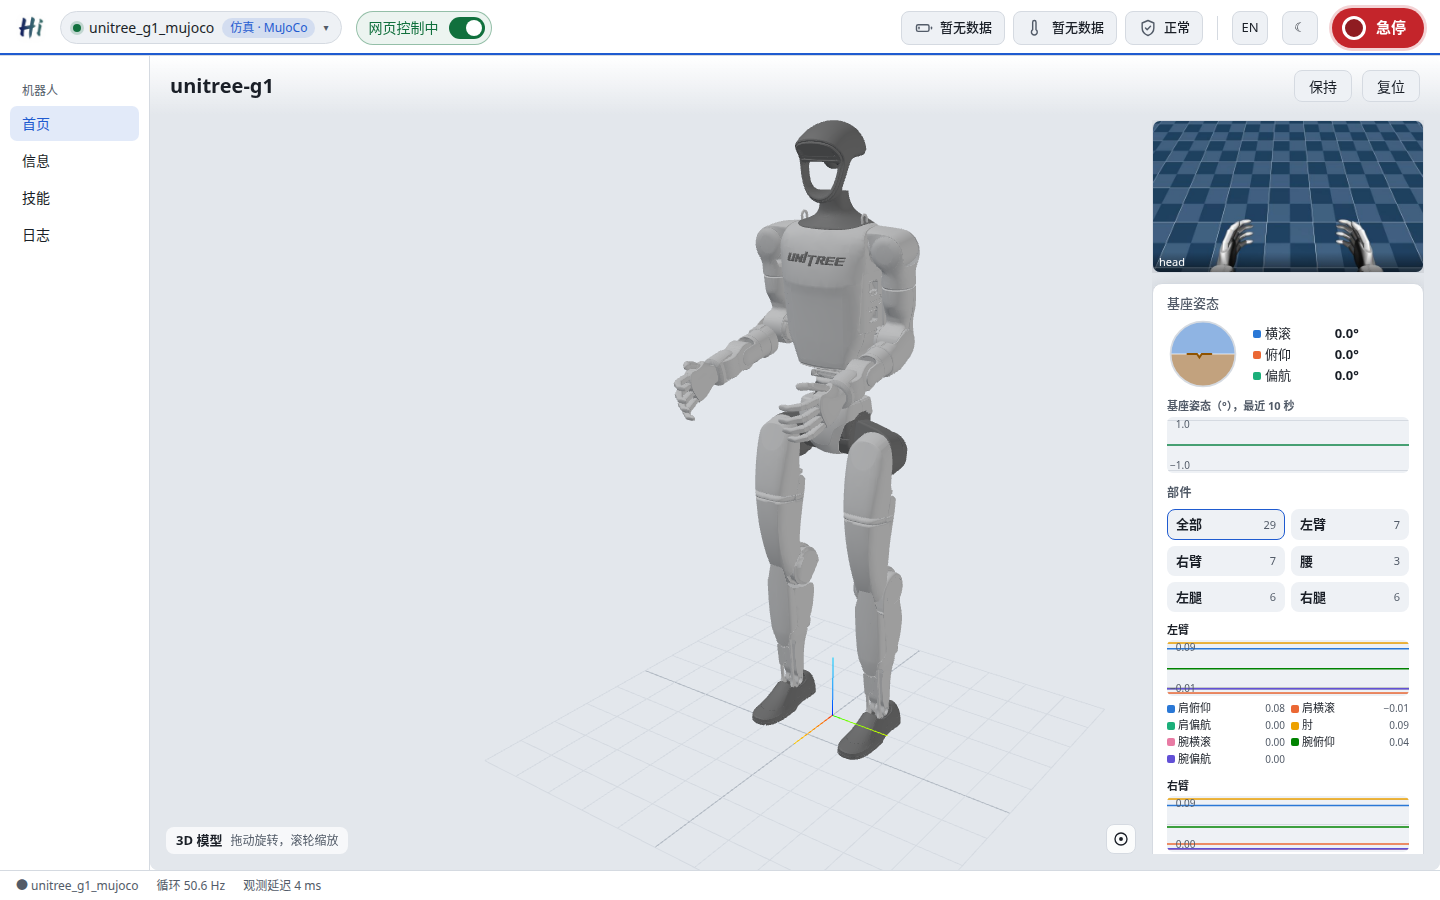 Hi
unitree_g1_mujoco
仿真 · MuJoCo
网页控制中
暂无数据
暂无数据
正常
EN
急停
机器人
首页
信息
技能
日志
unitree-g1
保持
复位
UNITREE
head
基座姿态
横滚 0.0°
俯仰 0.0°
偏航 0.0°
基座姿态（°），最近 10 秒
1.0
−1.0
部件
全部 29
左臂 7
右臂 7
腰 3
左腿 6
右腿 6
左臂
0.09
−0.01
肩俯仰 0.08
肩横滚 −0.01
肩偏航 0.00
肘 0.09
腕横滚 0.00
腕俯仰 0.04
腕偏航 0.00
右臂
0.09
0.00
3D 模型 拖动旋转，滚轮缩放
unitree_g1_mujoco
循环 50.6 Hz
观测延迟 4 ms